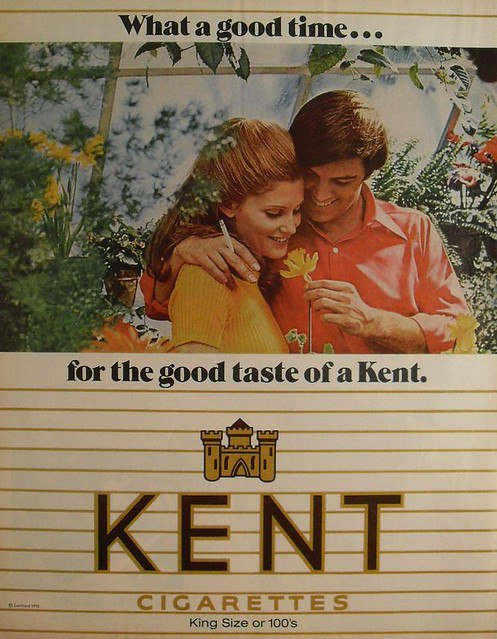 What a good time...
for the good taste of a Kent.
KENT
CIGARETTES
King Size or 100's